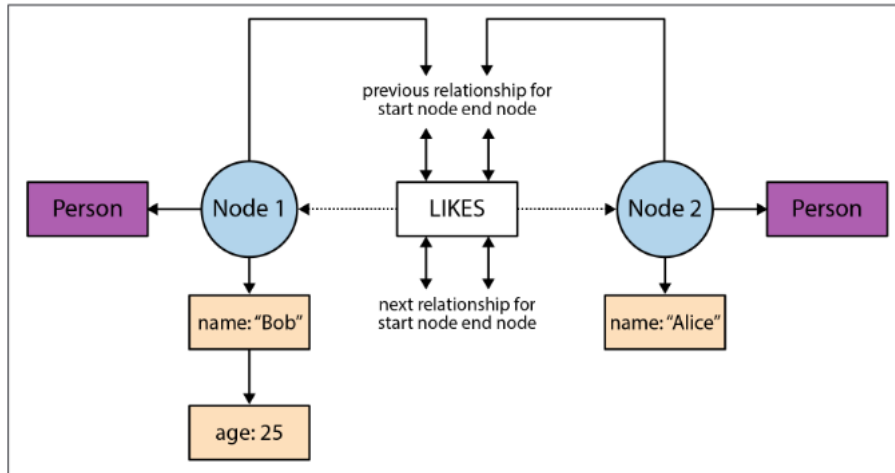 previous relationship for
start node end node
Person
Node 1
LIKES
Node 2
Person
name: “Bob”
next relationship for
start node end node
name: “Alice”
age: 25